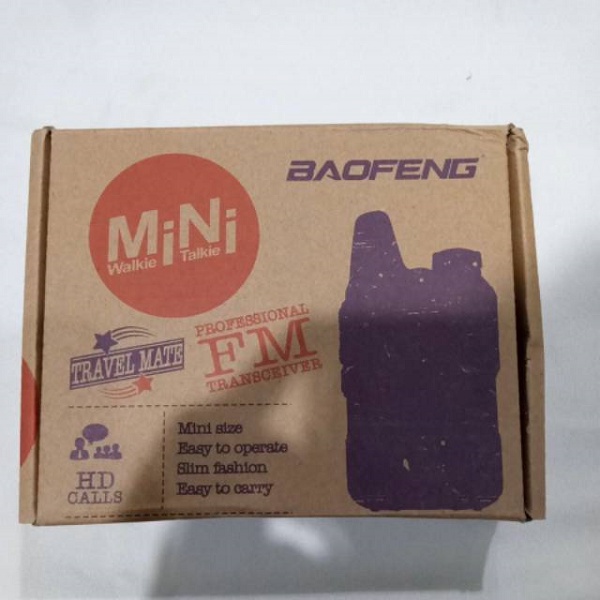 BAOFENG
MiNi
Walkie Talkie
TRAVEL MATE
PROFESSIONAL
FM
TRANSCEIVER
HD
CALLS
Mini size
Easy to operate
Slim fashion
Easy to carry